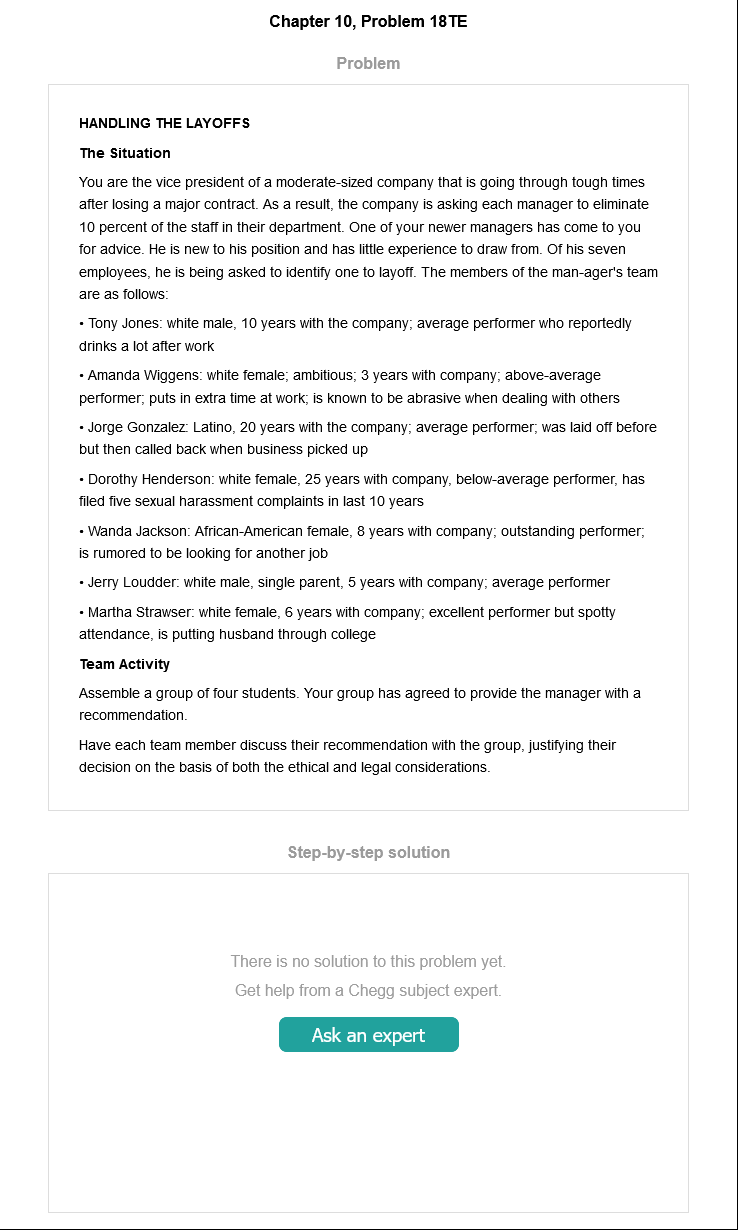 Chapter 10, Problem 18TE
Problem
HANDLING THE LAYOFFS
The Situation
You are the vice president of a moderate-sized company that is going through tough times
after losing a major contract. As a result, the company is asking each manager to eliminate
10 percent of the staff in their department. One of your newer managers has come to you
for advice. He is new to his position and has little experience to draw from. Of his seven
employees, he is being asked to identify one to layoff. The members of the man-ager's team
are as follows:
• Tony Jones: white male, 10 years with the company; average performer who reportedly
drinks a lot after work
• Amanda Wiggens: white female; ambitious; 3 years with company; above-average
performer; puts in extra time at work; is known to be abrasive when dealing with others
• Jorge Gonzalez: Latino, 20 years with the company; average performer; was laid off before
but then called back when business picked up
• Dorothy Henderson: white female, 25 years with company, below-average performer, has
filed five sexual harassment complaints in last 10 years
• Wanda Jackson: African-American female, 8 years with company; outstanding performer;
is rumored to be looking for another job
• Jerry Loudder: white male, single parent, 5 years with company; average performer
• Martha Strawser: white female, 6 years with company; excellent performer but spotty
attendance, is putting husband through college
Team Activity
Assemble a group of four students. Your group has agreed to provide the manager with a
recommendation.
Have each team member discuss their recommendation with the group, justifying their
decision on the basis of both the ethical and legal considerations.
Step-by-step solution
There is no solution to this problem yet.
Get help from a Chegg subject expert.
Ask an expert